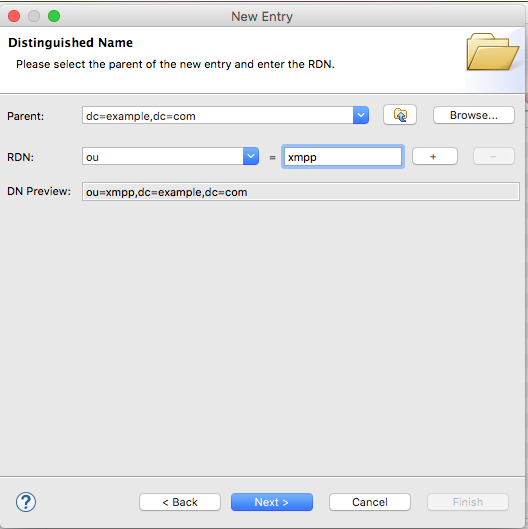 New Entry
Distinguished Name
Please select the parent of the new entry and enter the RDN.
Parent: dc=example,dc=com Browse...
RDN: ou = xmpp + −
DN Preview: ou=xmpp,dc=example,dc=com
? < Back Next > Cancel Finish